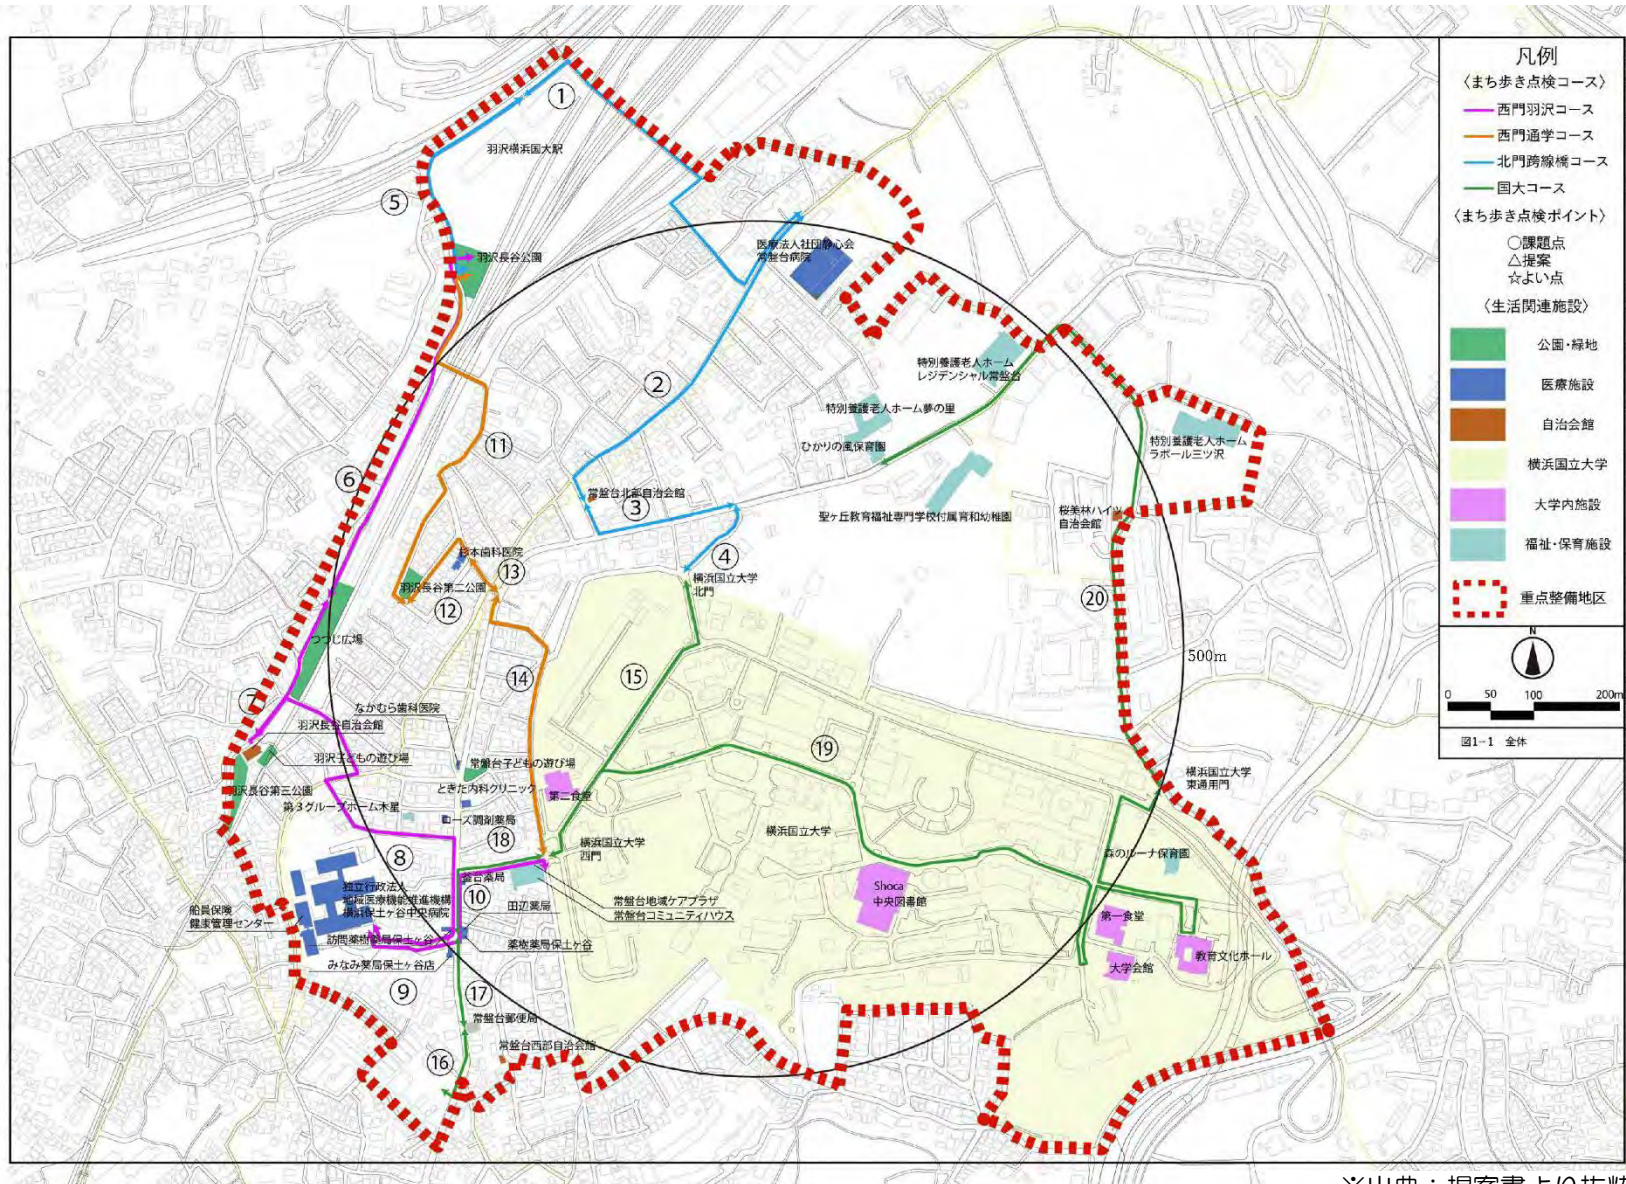 凡例
〈まち歩き点検コース〉
西門羽沢コース
西門通学コース
北門跨線橋コース
国大コース
〈まち歩き点検ポイント〉
○課題点
△提案
☆よい点
〈生活関連施設〉
公園・緑地
医療施設
自治会館
横浜国立大学
大学内施設
福祉・保育施設
重点整備地区
N
0 50 100 200m
図1-1 全体
①
羽沢横浜国大駅
⑤
羽沢長谷公園
医療法人社団静心会
常盤台病院
特別養護老人ホーム
レジデンシャル常盤台
②
特別養護老人ホーム夢の里
ひかりの風保育園
特別養護老人ホーム
ラポール三ツ沢
⑪
⑥
常盤台北部自治会館
③
聖ヶ丘教育福祉専門学校付属育和幼稚園
桜美林ハイツ
自治会館
杉本歯科医院
④
⑬
横浜国立大学
北門
羽沢長谷第二公園
⑫
⑳
つつじ広場
500m
⑮
⑭
⑦
なかむら歯科医院
羽沢長谷自治会館
⑲
羽沢子どもの遊び場
常盤台子どもの遊び場
横浜国立大学
東通用門
羽沢長谷第三公園
ときた内科クリニック
第二食堂
第3グループホーム木星
ローズ調剤薬局
⑱
横浜国立大学
西門
横浜国立大学
⑧
森のルーナ保育園
釜台薬局
⑩
独立行政法人
地域医療機能推進機構
横浜保土ヶ谷中央病院
Shoca
中央図書館
田辺薬局
常盤台地域ケアプラザ
常盤台コミュニティハウス
船員保険
健康管理センター
第一食堂
訪問薬樹薬局保土ヶ谷
薬樹薬局保土ヶ谷
教育文化ホール
みなみ薬局保土ヶ谷店
大学会館
⑨
⑰
常盤台郵便局
常盤台西部自治会館
⑯
※出典：提案書より抜粋